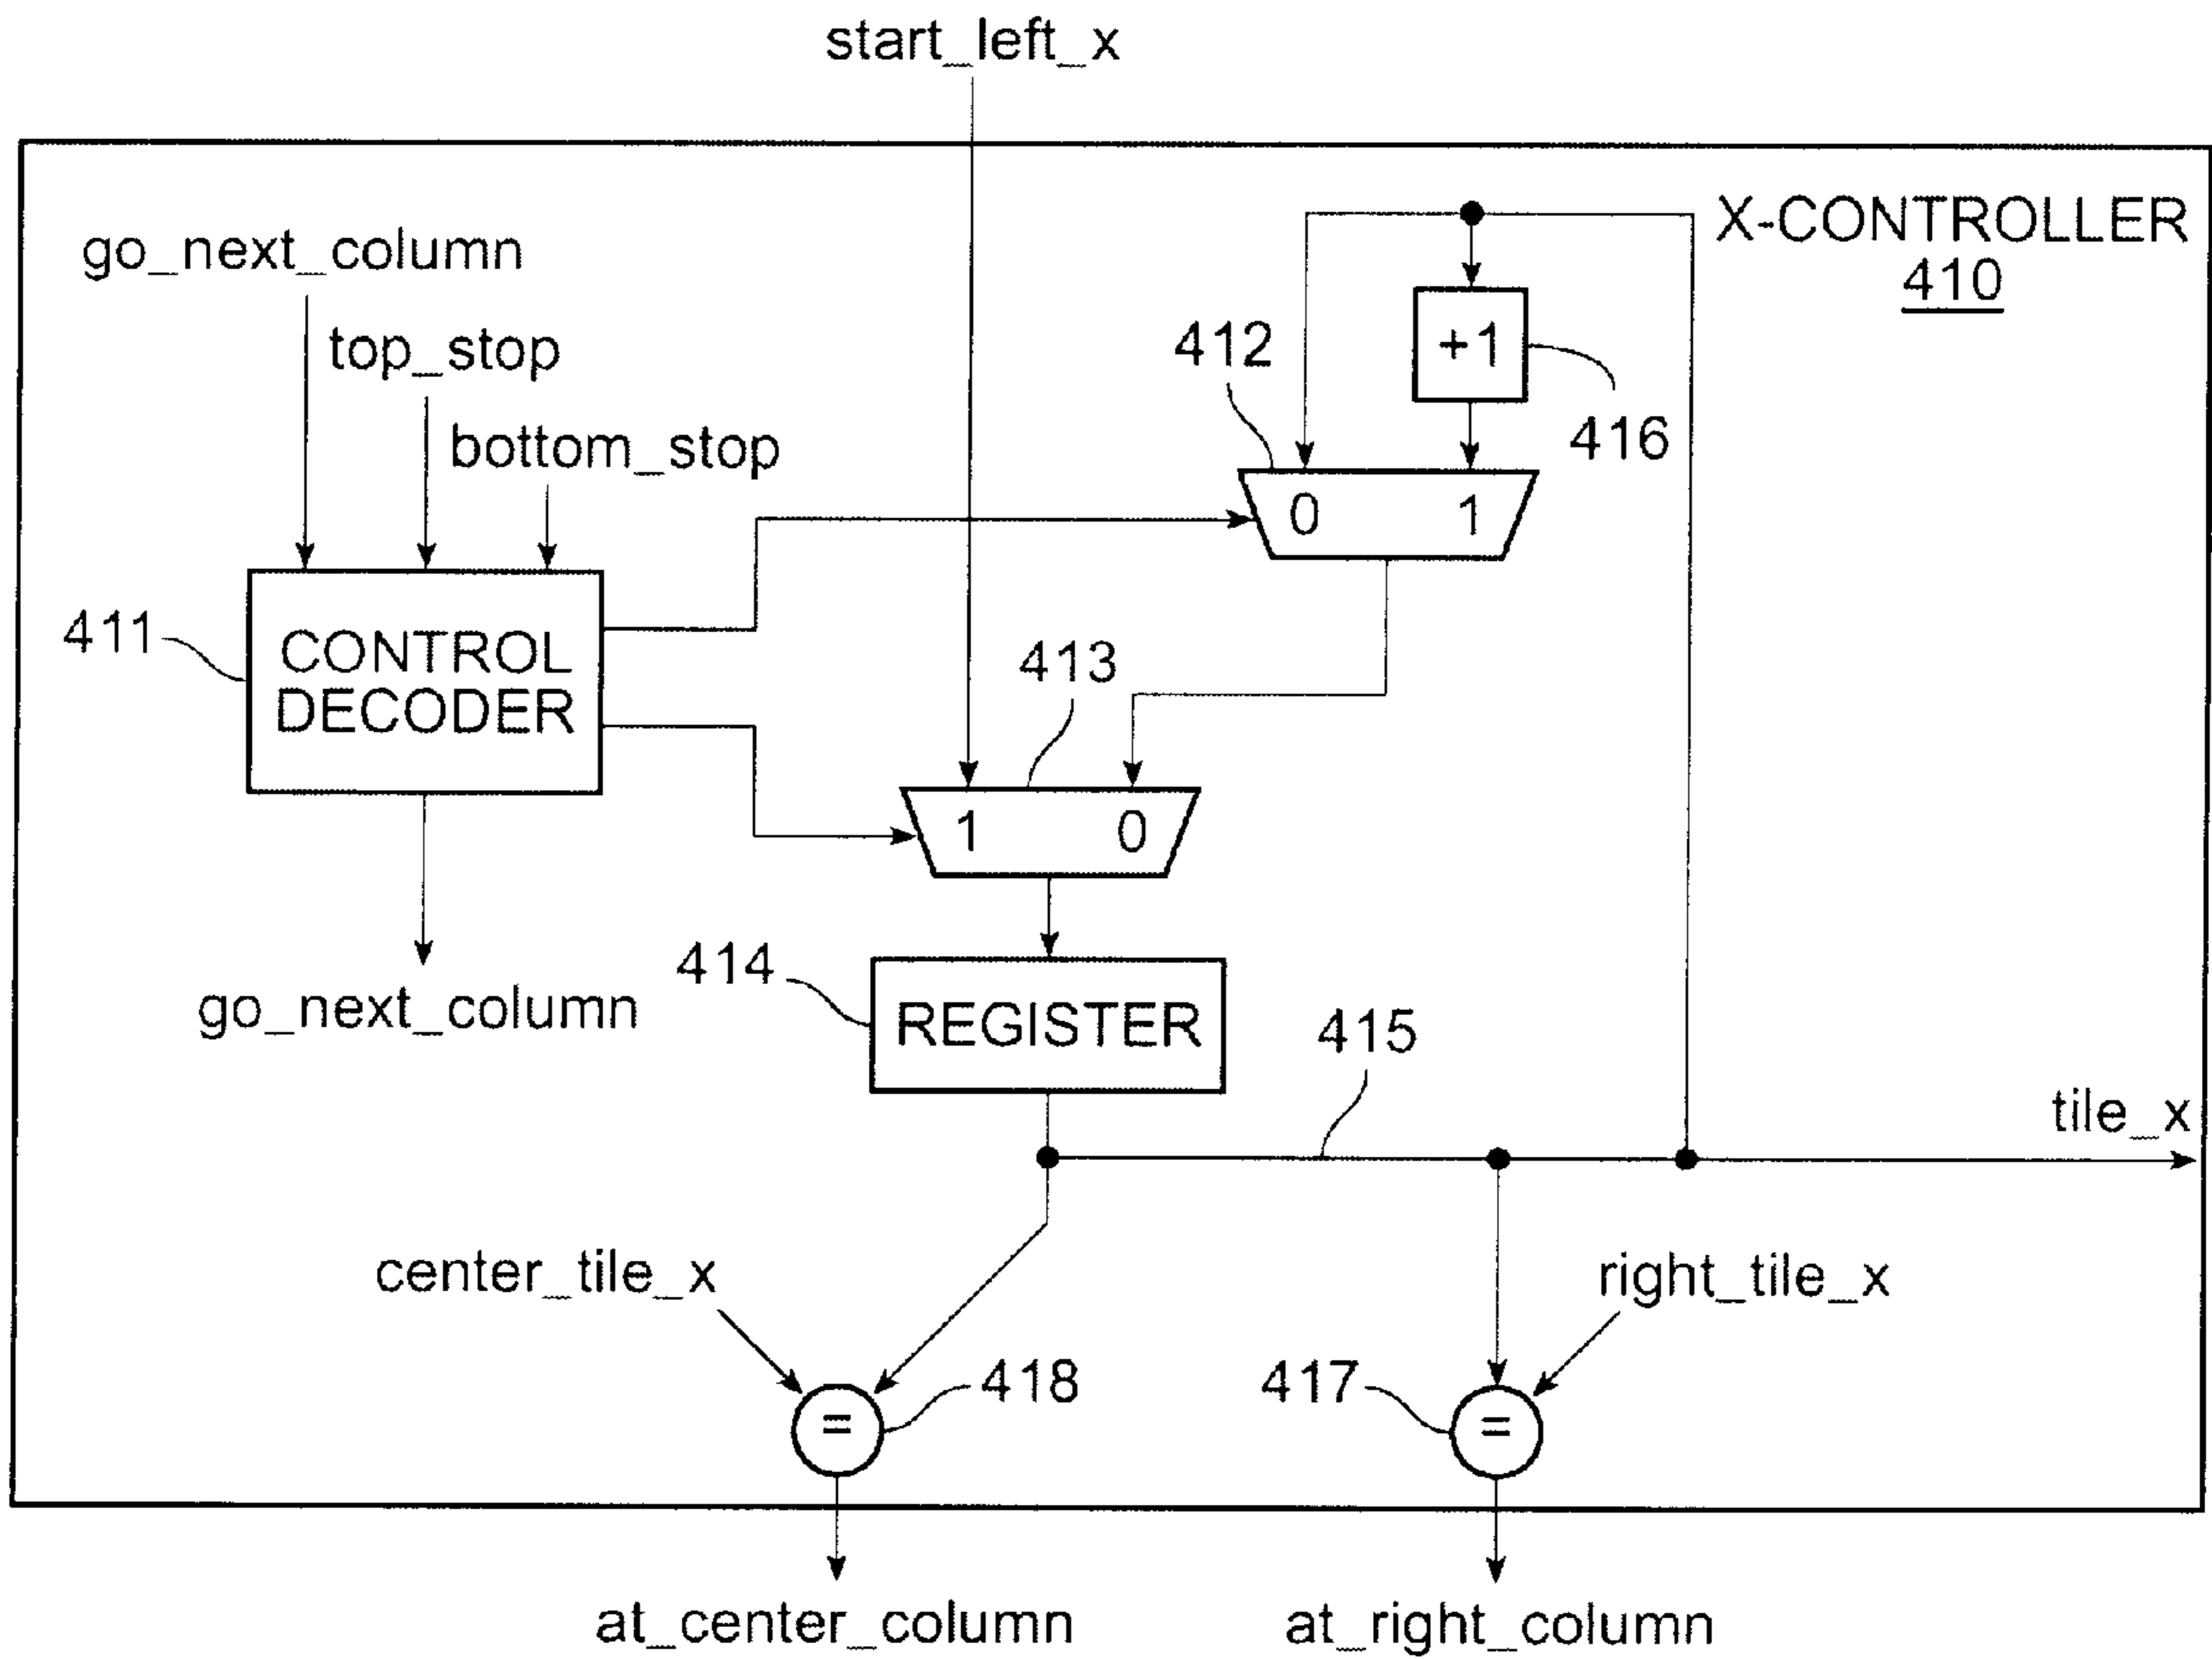 start_left_x
X-CONTROLLER
410
go_next_column
top_stop
bottom_stop
412
+1
416
0 1
411
CONTROL
DECODER
413
1 0
go_next_column
414
REGISTER
415
tile_x
center_tile_x
right_tile_x
=
418
417
=
at_center_column
at_right_column